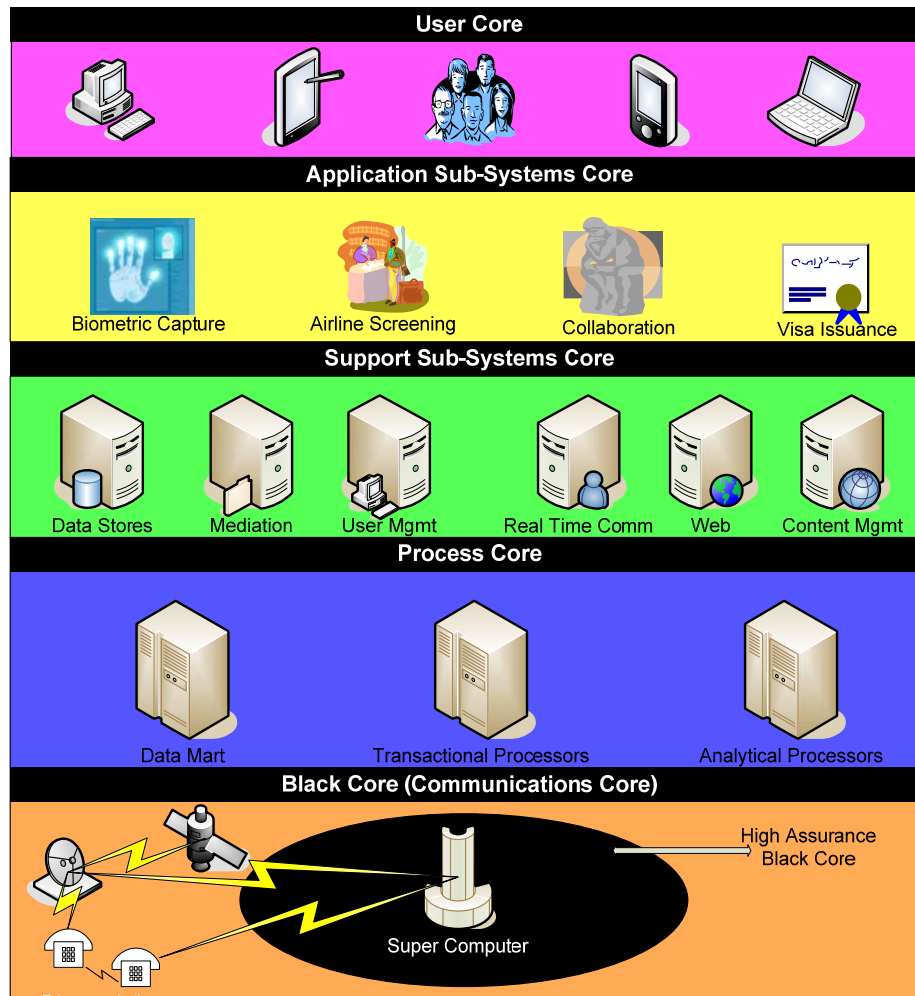 User Core
Application Sub-Systems Core
Biometric Capture
Airline Screening
Collaboration
Visa Issuance
Support Sub-Systems Core
Data Stores
Mediation
User Mgmt
Real Time Comm
Web
Content Mgmt
Process Core
Data Mart
Transactional Processors
Analytical Processors
Black Core (Communications Core)
High Assurance
Black Core
Super Computer